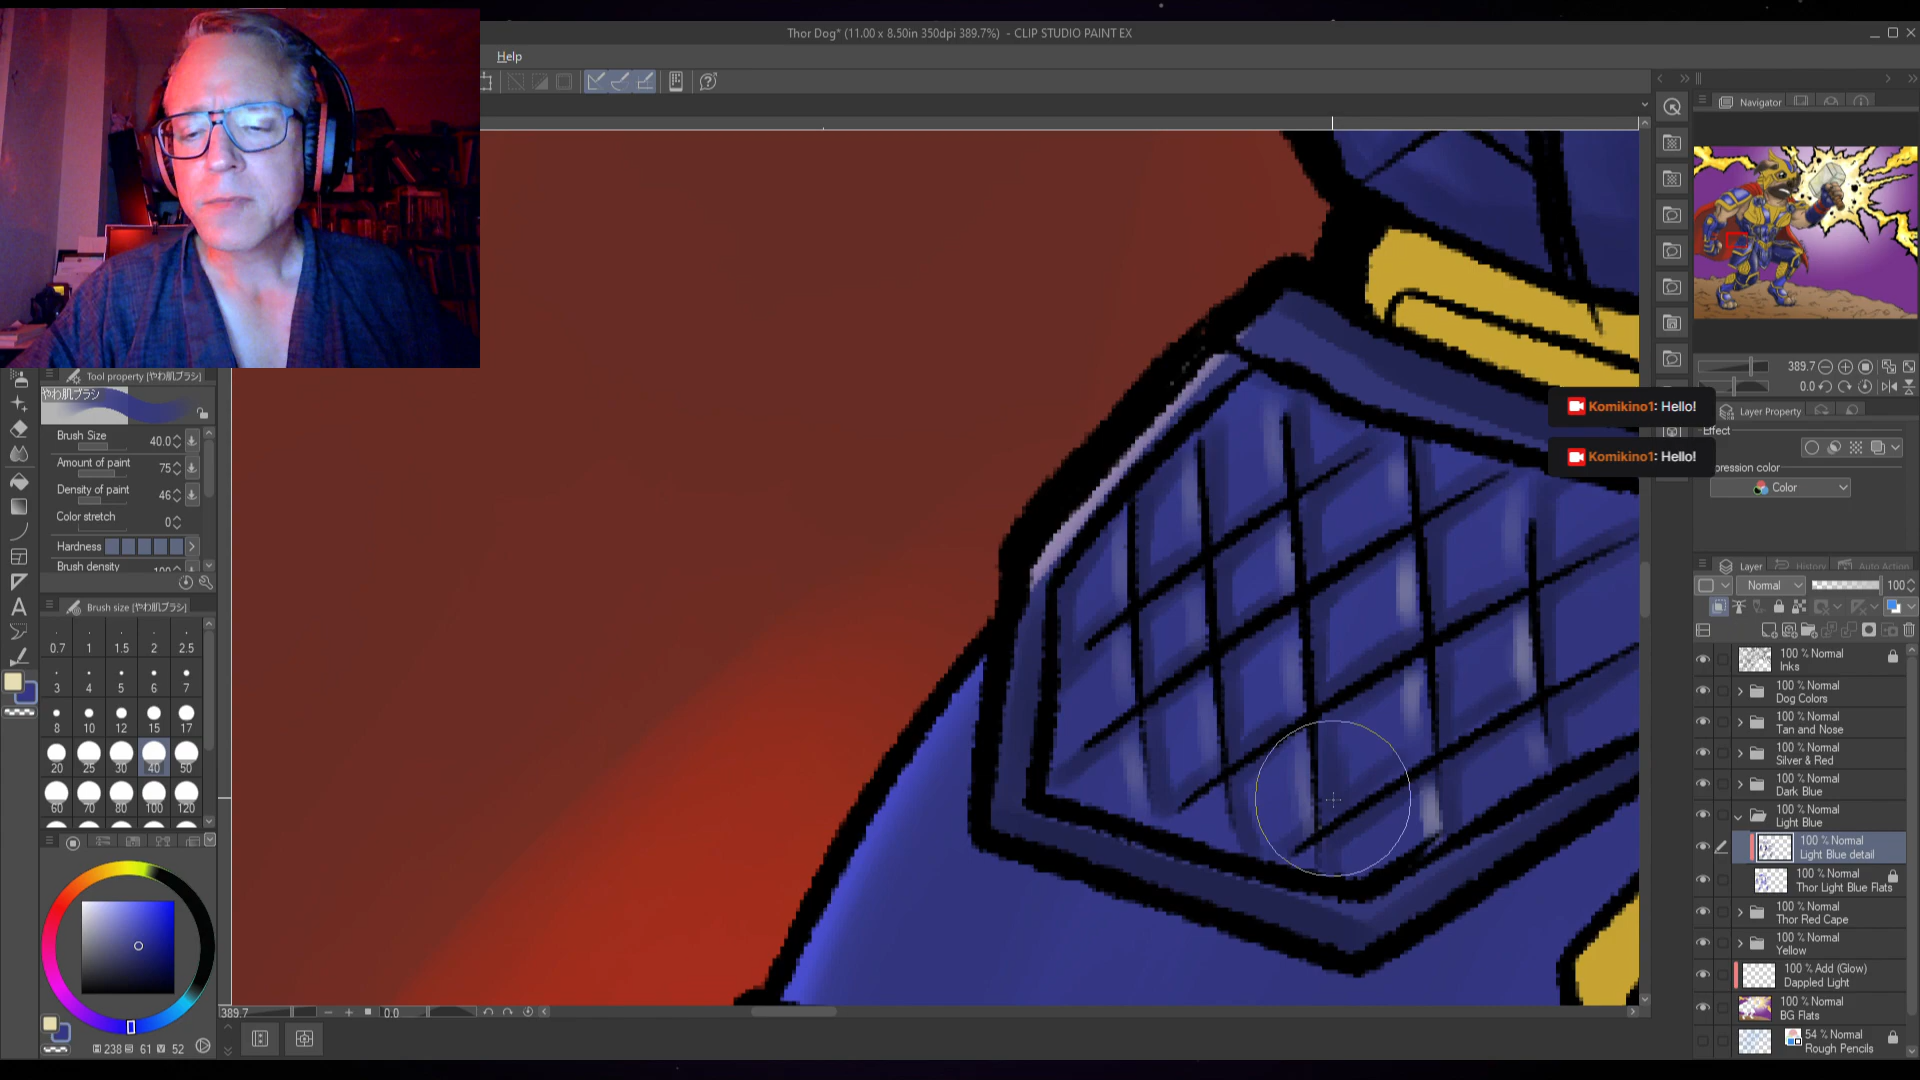 Thor Dog* (11.00 x 8.50in 350dpi 389.7%) - CLIP STUDIO PAINT EX
Help
Navigator
389.7
0.0
Komikino1: Hello!
Komikino1: Hello!
Layer Property
Effect
pression color
Color
Tool property [やわ肌ブラシ]
やわ肌ブラシ
Brush Size 40.0
Amount of paint 75
Density of paint 46
Color stretch 0
Hardness
Brush density 100
Brush size [やわ肌ブラシ]
0.7 1 1.5 2 2.5
3 4 5 6 7
8 10 12 15 17
20 25 30 40 50
60 70 80 100 120
238 61 52
389.7 0.0
Layer History Auto Action
Normal 100
100 % Normal
Inks
100 % Normal
Dog Colors
100 % Normal
Tan and Nose
100 % Normal
Silver & Red
100 % Normal
Dark Blue
100 % Normal
Light Blue
100 % Normal
Light Blue detail
100 % Normal
Thor Light Blue Flats
100 % Normal
Thor Red Cape
100 % Normal
Yellow
100 % Add (Glow)
Dappled Light
100 % Normal
BG Flats
54 % Normal
Rough Pencils